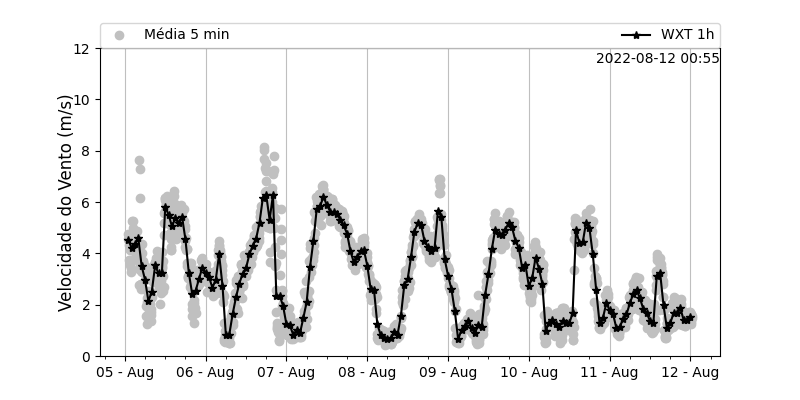 Média 5 min WXT 1h
2022-08-12 00:55
Velocidade do Vento (m/s)
12
10
8
6
4
2
0
05 - Aug 06 - Aug 07 - Aug 08 - Aug 09 - Aug 10 - Aug 11 - Aug 12 - Aug